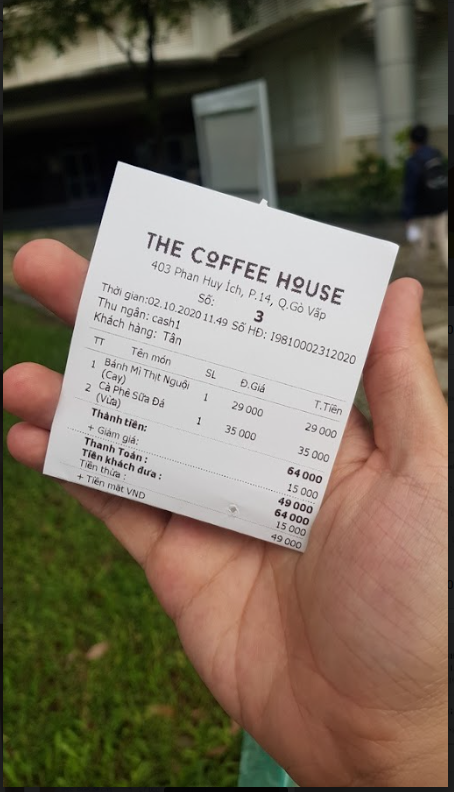 THE COFFEE HOUSE
403 Phan Huy Ích, P.14, Q.Gò Vấp
Số: 3
Thời gian:02.10.2020 11.49 Số HĐ: I9810002312020
Thu ngân: cash1
Khách hàng: Tân
TT Tên món SL Đ.Giá T.Tiền
1 Bánh Mì Thịt Nguội 1 29 000 29 000
(Cay)
2 Cà Phê Sữa Đá 1 35 000 35 000
(Vừa)
Thành tiền: 64 000
+ Giảm giá: 15 000
Thanh Toán : 49 000
Tiền khách đưa : 64 000
Tiền thừa : 15 000
+ Tiền mặt VND 49 000